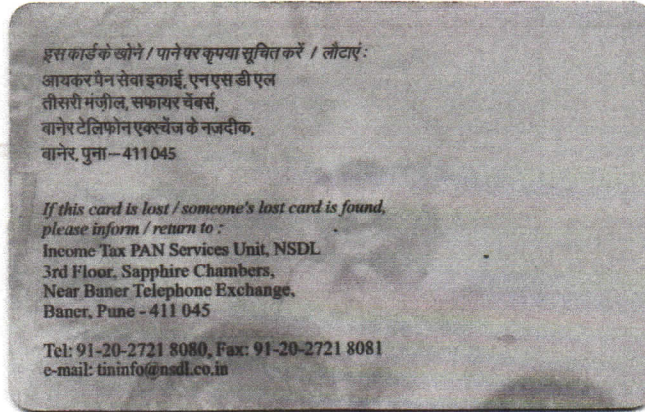 इस कार्ड के खोने / पाने पर कृपया सूचित करें / लौटाएं :
आयकर पैन सेवा इकाई, एन एस डी एल
तीसरी मंज़ील, सफायर चेंबर्स,
बानेर टेलिफोन एक्स्चेंज के नजदीक,
बानेर, पुना – 411 045
If this card is lost / someone's lost card is found,
please inform / return to :
Income Tax PAN Services Unit, NSDL
3rd Floor, Sapphire Chambers,
Near Baner Telephone Exchange,
Baner, Pune - 411 045
Tel: 91-20-2721 8080, Fax: 91-20-2721 8081
e-mail: tininfo@nsdl.co.in